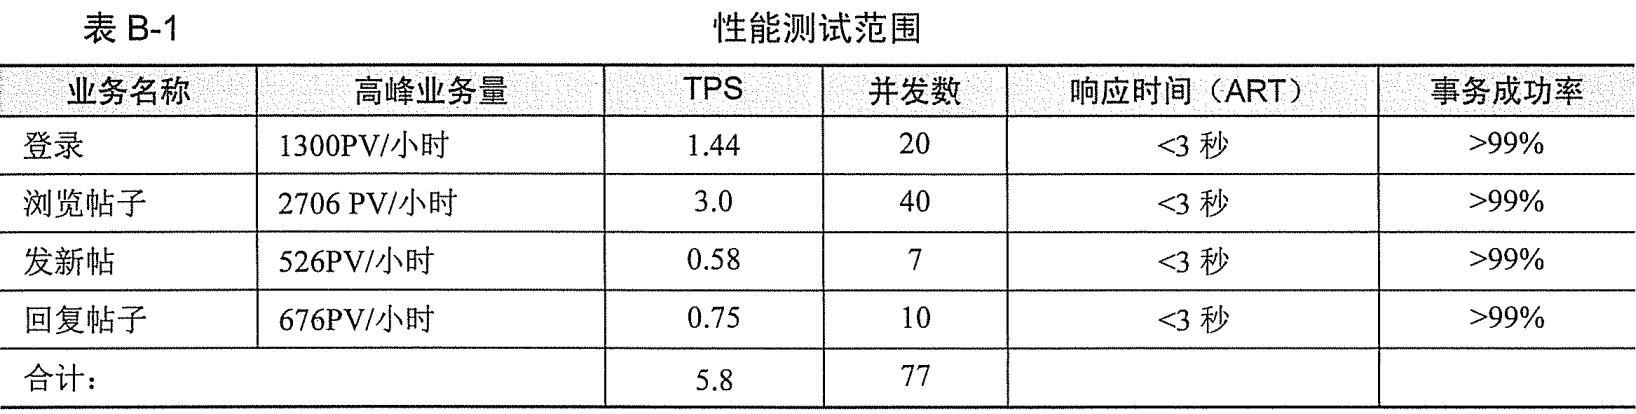 表 B-1 性能测试范围
业务名称 高峰业务量 TPS 并发数 响应时间（ART） 事务成功率
登录 1300PV/小时 1.44 20 <3 秒 >99%
浏览帖子 2706 PV/小时 3.0 40 <3 秒 >99%
发新帖 526PV/小时 0.58 7 <3 秒 >99%
回复帖子 676PV/小时 0.75 10 <3 秒 >99%
合计： 5.8 77